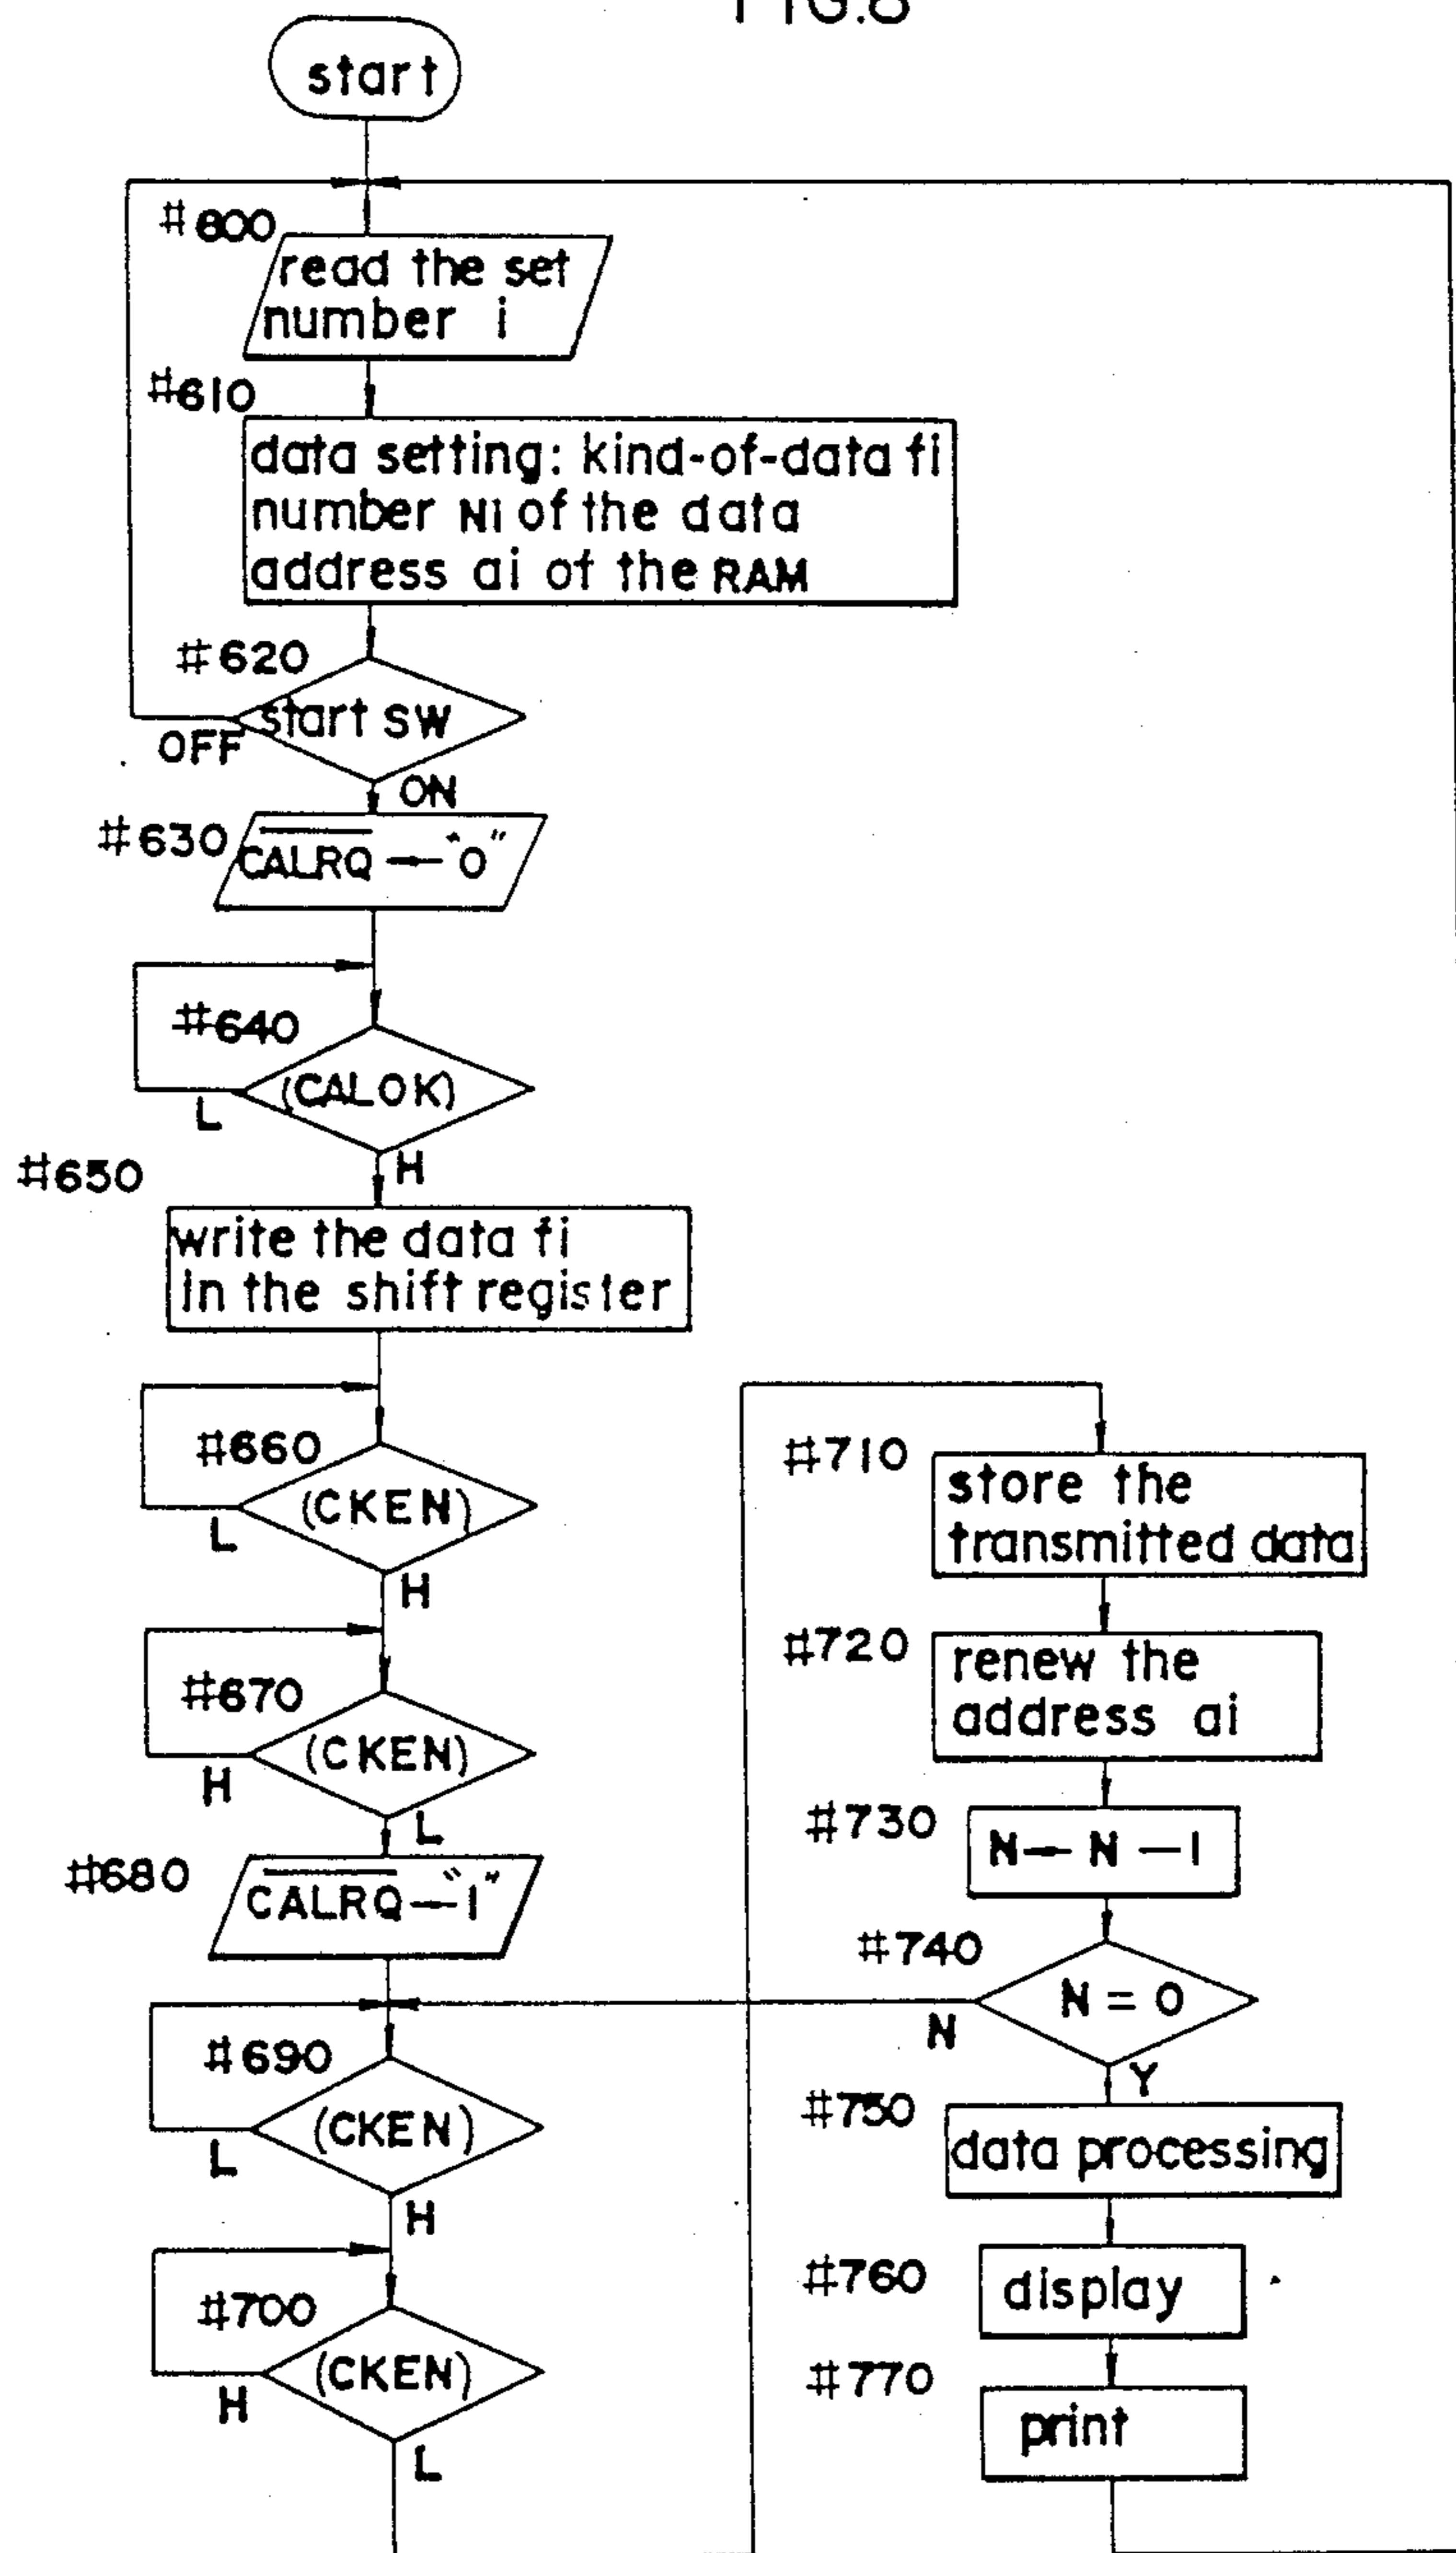 FIG.8
start
#600
read the set
number i
#610
data setting: kind-of-data fi
number Ni of the data
address ai of the RAM
#620
start SW
OFF
ON
#630
CALRQ ← "0"
#640
(CALOK)
L
H
#650
write the data fi
in the shift register
#660
(CKEN)
L
H
#670
(CKEN)
H
L
#680
CALRQ ← "1"
#690
(CKEN)
L
H
#700
(CKEN)
H
L
#710
store the
transmitted data
#720
renew the
address ai
#730
N ← N - 1
#740
N = 0
N
Y
#750
data processing
#760
display
#770
print